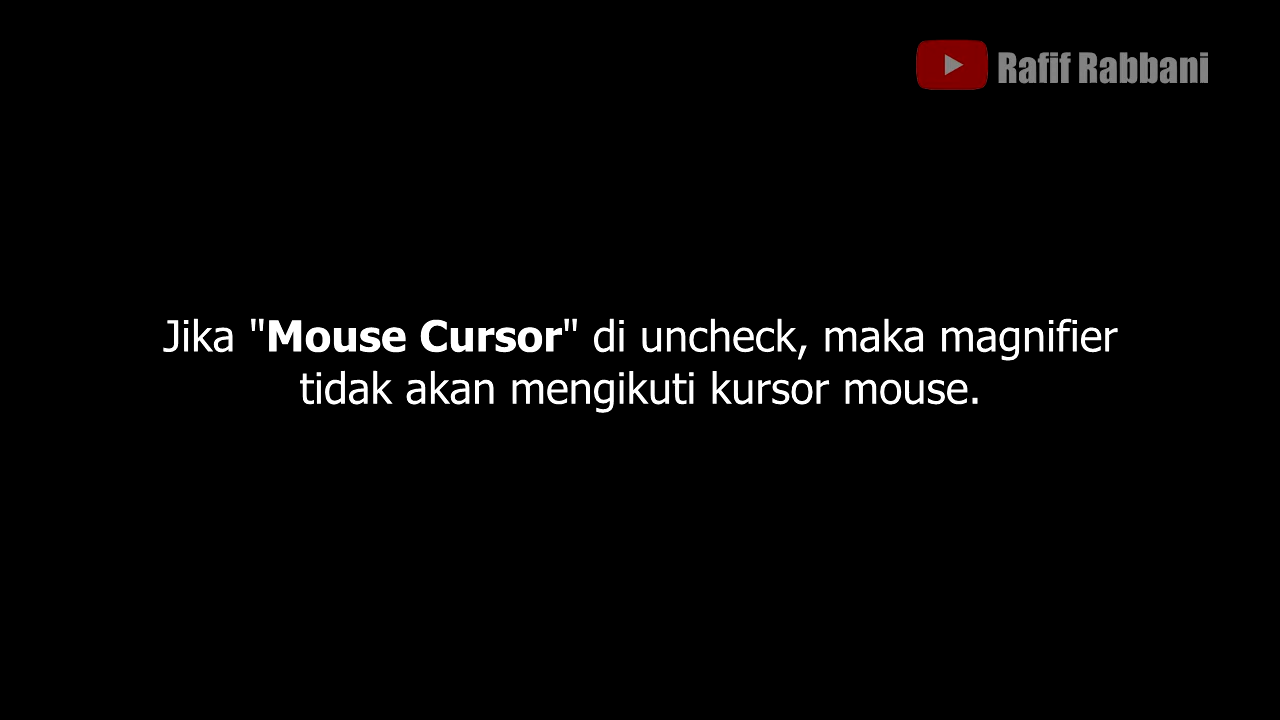 Rafif Rabbani
Jika "Mouse Cursor" di uncheck, maka magnifier
tidak akan mengikuti kursor mouse.